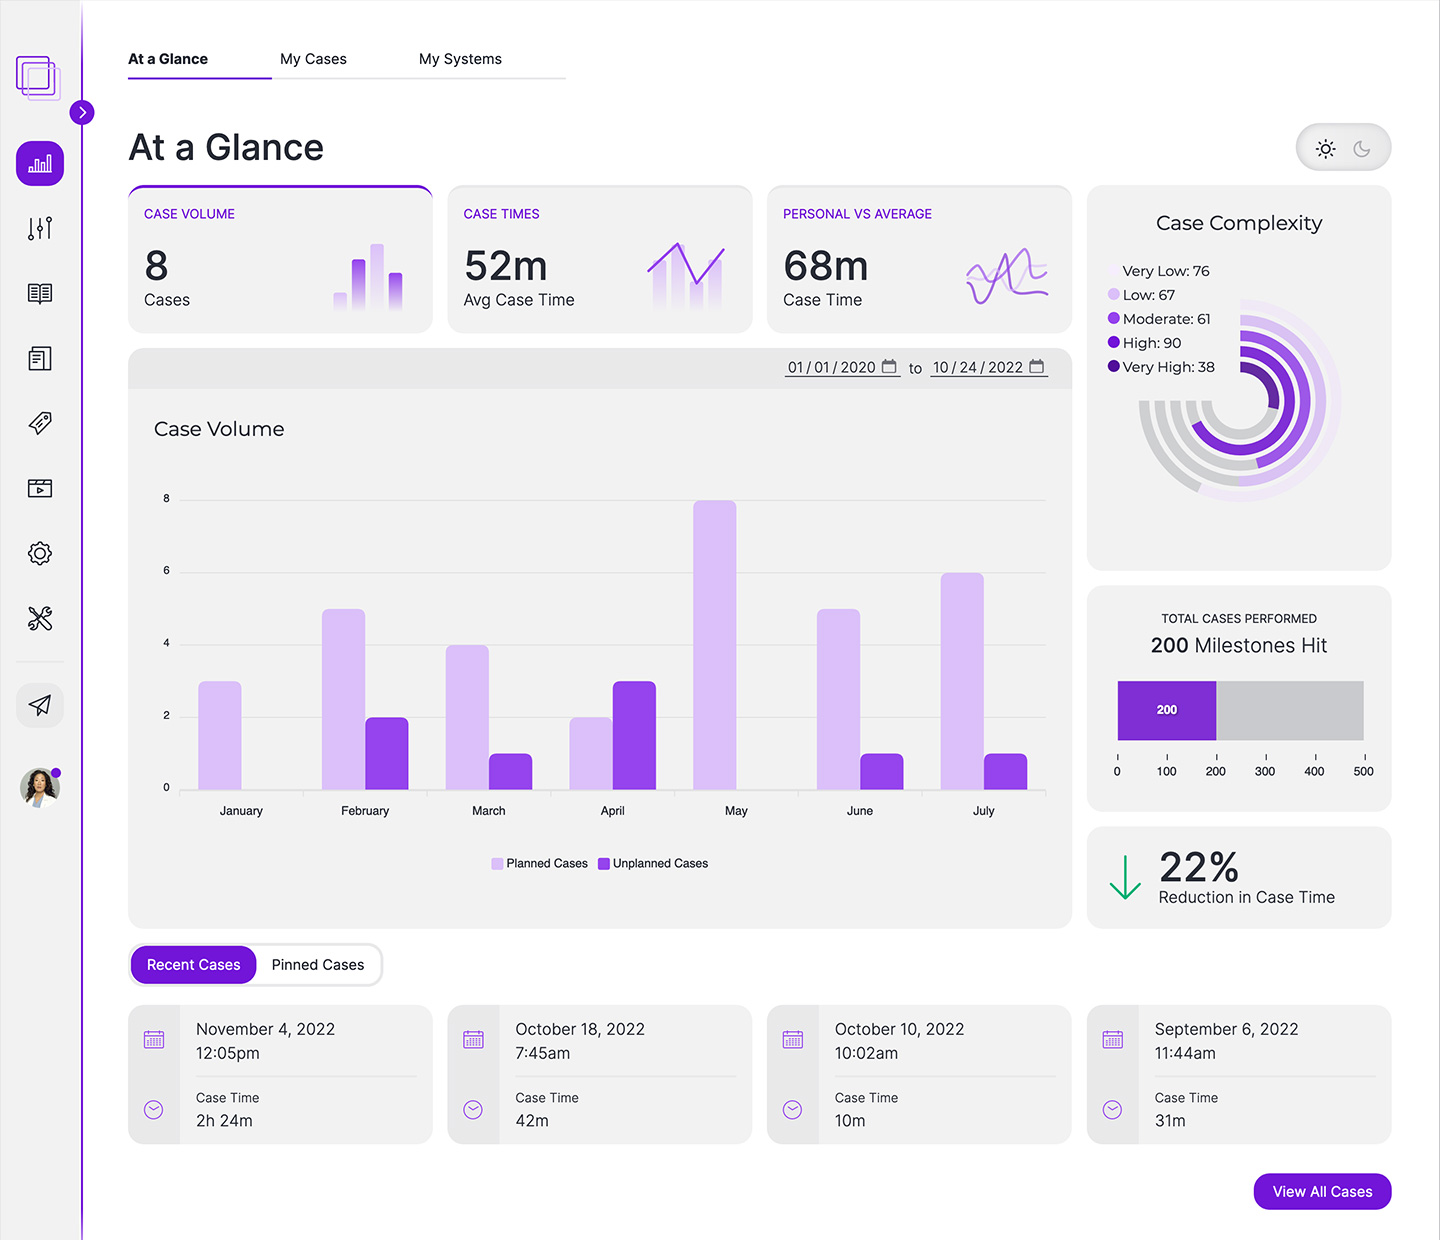 At a Glance
My Cases
My Systems
At a Glance
CASE VOLUME
8
Cases
CASE TIMES
52m
Avg Case Time
PERSONAL VS AVERAGE
68m
Case Time
Case Complexity
Very Low: 76
Low: 67
Moderate: 61
High: 90
Very High: 38
01/01/2020 to 10/24/2022
Case Volume
8
6
4
2
0
January February March April May June July
Planned Cases Unplanned Cases
TOTAL CASES PERFORMED
200 Milestones Hit
200
0 100 200 300 400 500
22%
Reduction in Case Time
Recent Cases Pinned Cases
November 4, 2022
12:05pm
Case Time
2h 24m
October 18, 2022
7:45am
Case Time
42m
October 10, 2022
10:02am
Case Time
10m
September 6, 2022
11:44am
Case Time
31m
View All Cases